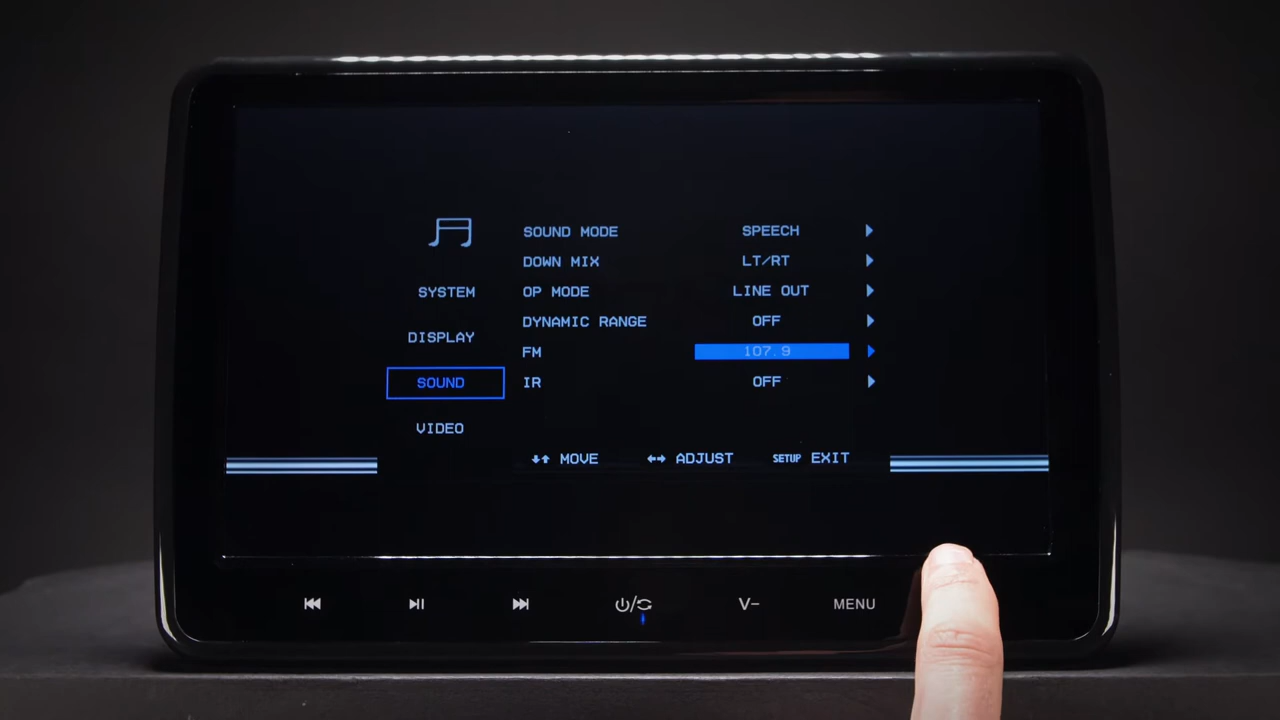 SOUND MODE SPEECH
DOWN MIX LT/RT
SYSTEM OP MODE LINE OUT
DYNAMIC RANGE OFF
DISPLAY
FM 107.9
SOUND IR OFF
VIDEO
MOVE ADJUST SETUP EXIT
V− MENU